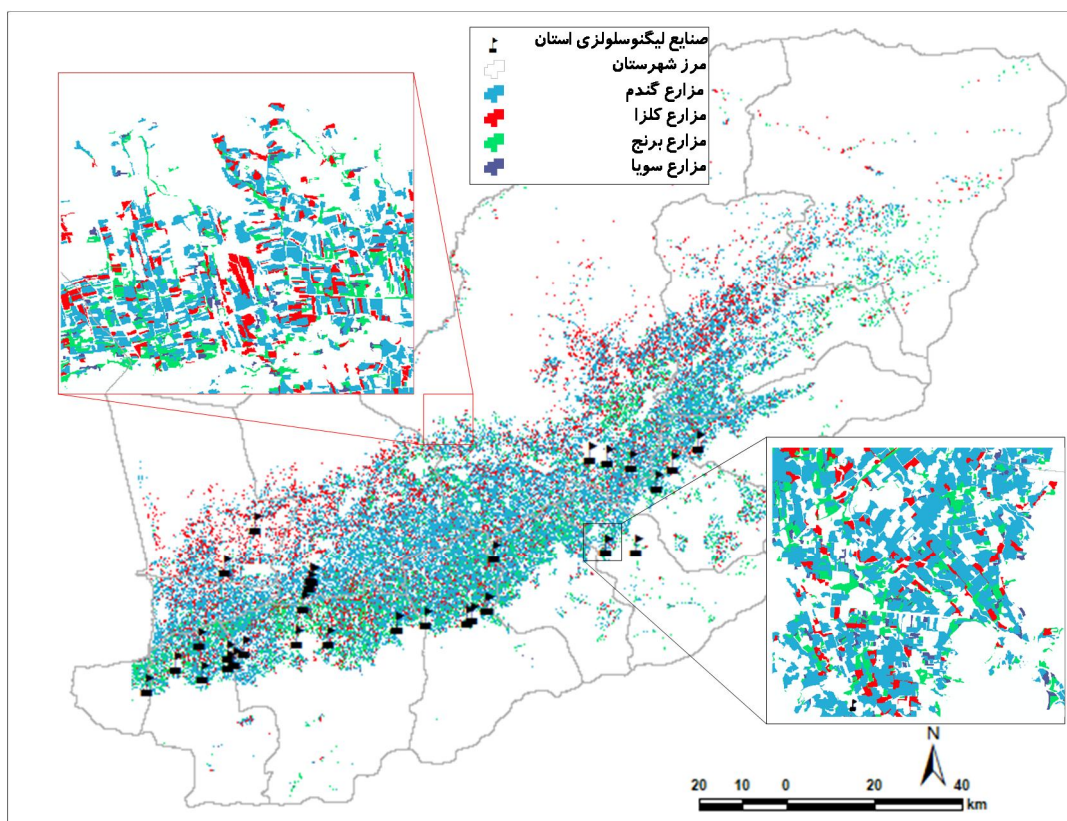 صنایع لیگنوسلولزی استان
مرز شهرستان
مزارع گندم
مزارع کلزا
مزارع برنج
مزارع سویا
N
20 10 0 20 40
km